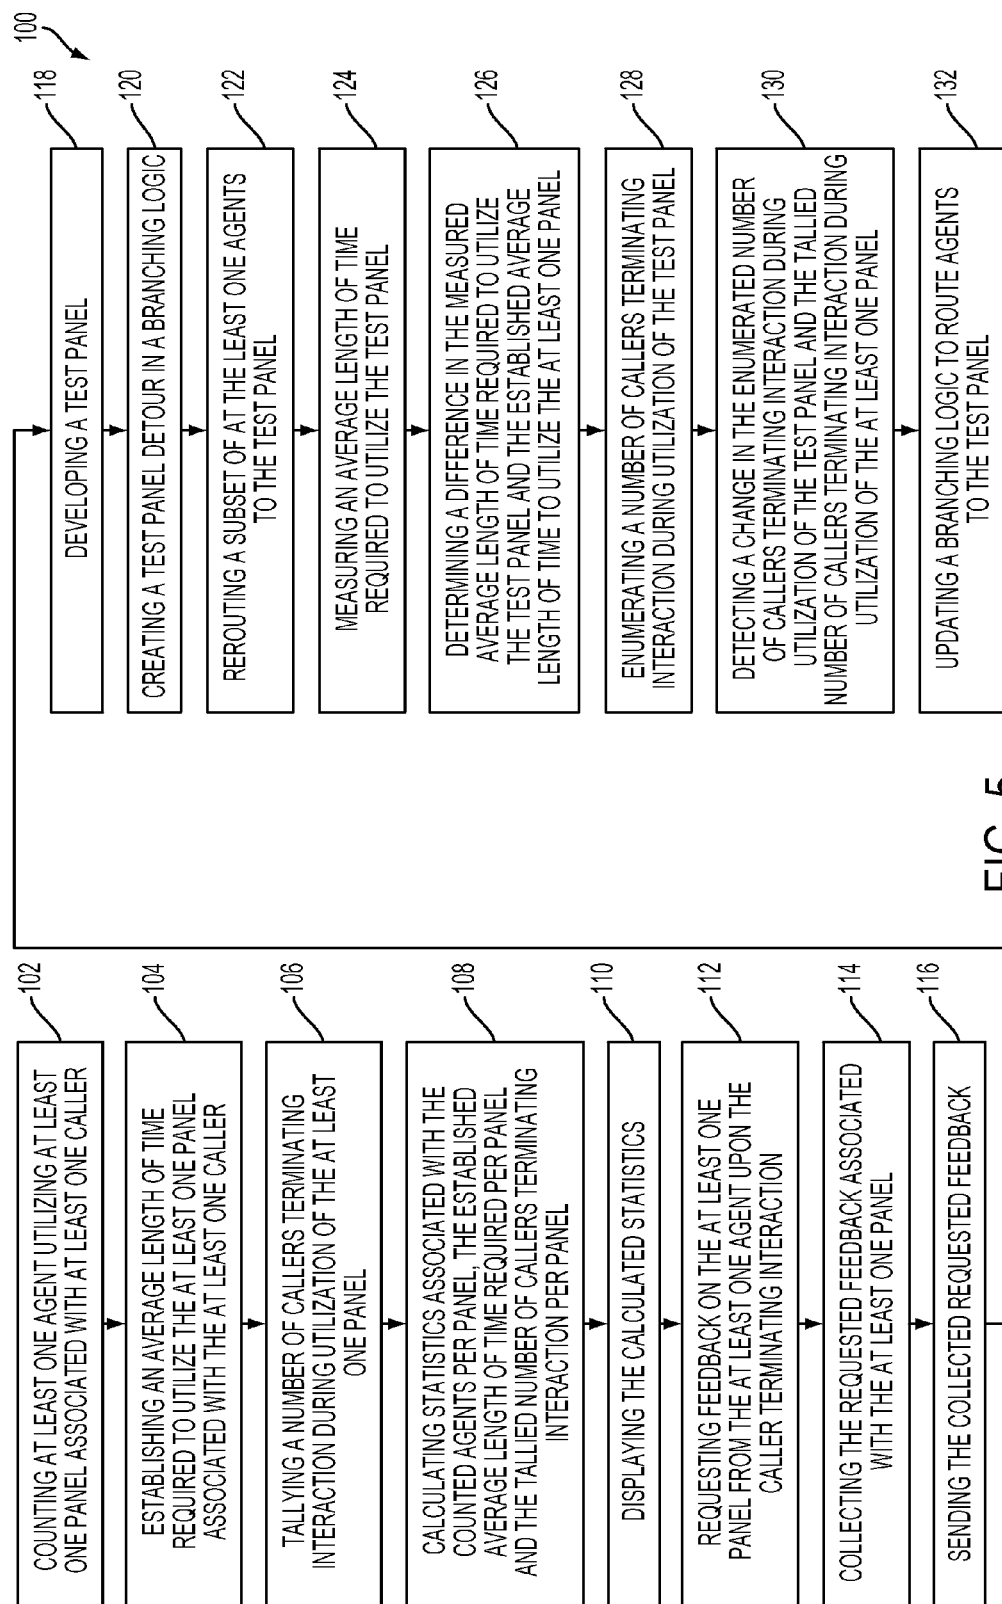 100
COUNTING AT LEAST ONE AGENT UTILIZING AT LEAST
ONE PANEL ASSOCIATED WITH AT LEAST ONE CALLER
102
ESTABLISHING AN AVERAGE LENGTH OF TIME
REQUIRED TO UTILIZE THE AT LEAST ONE PANEL
ASSOCIATED WITH THE AT LEAST ONE CALLER
104
TALLYING A NUMBER OF CALLERS TERMINATING
INTERACTION DURING UTILIZATION OF THE AT LEAST
ONE PANEL
106
CALCULATING STATISTICS ASSOCIATED WITH THE
COUNTED AGENTS PER PANEL, THE ESTABLISHED
AVERAGE LENGTH OF TIME REQUIRED PER PANEL
AND THE TALLIED NUMBER OF CALLERS TERMINATING
INTERACTION PER PANEL
108
DISPLAYING THE CALCULATED STATISTICS
110
REQUESTING FEEDBACK ON THE AT LEAST ONE
PANEL FROM THE AT LEAST ONE AGENT UPON THE
CALLER TERMINATING INTERACTION
112
COLLECTING THE REQUESTED FEEDBACK ASSOCIATED
WITH THE AT LEAST ONE PANEL
114
SENDING THE COLLECTED REQUESTED FEEDBACK
116
DEVELOPING A TEST PANEL
118
CREATING A TEST PANEL DETOUR IN A BRANCHING LOGIC
120
REROUTING A SUBSET OF AT THE LEAST ONE AGENTS
TO THE TEST PANEL
122
MEASURING AN AVERAGE LENGTH OF TIME
REQUIRED TO UTILIZE THE TEST PANEL
124
DETERMINING A DIFFERENCE IN THE MEASURED
AVERAGE LENGTH OF TIME REQUIRED TO UTILIZE
THE TEST PANEL AND THE ESTABLISHED AVERAGE
LENGTH OF TIME TO UTILIZE THE AT LEAST ONE PANEL
126
ENUMERATING A NUMBER OF CALLERS TERMINATING
INTERACTION DURING UTILIZATION OF THE TEST PANEL
128
DETECTING A CHANGE IN THE ENUMERATED NUMBER
OF CALLERS TERMINATING INTERACTION DURING
UTILIZATION OF THE TEST PANEL AND THE TALLIED
NUMBER OF CALLERS TERMINATING INTERACTION DURING
UTILIZATION OF THE AT LEAST ONE PANEL
130
UPDATING A BRANCHING LOGIC TO ROUTE AGENTS
TO THE TEST PANEL
132
FIG. 5